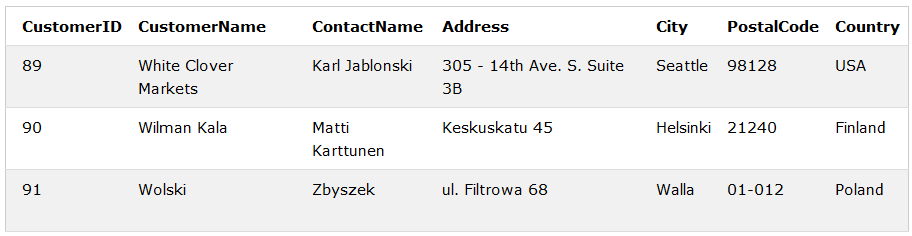 CustomerID CustomerName ContactName Address City PostalCode Country
89 White Clover Karl Jablonski 305 - 14th Ave. S. Suite Seattle 98128 USA
Markets 3B
90 Wilman Kala Matti Keskuskatu 45 Helsinki 21240 Finland
Karttunen
91 Wolski Zbyszek ul. Filtrowa 68 Walla 01-012 Poland